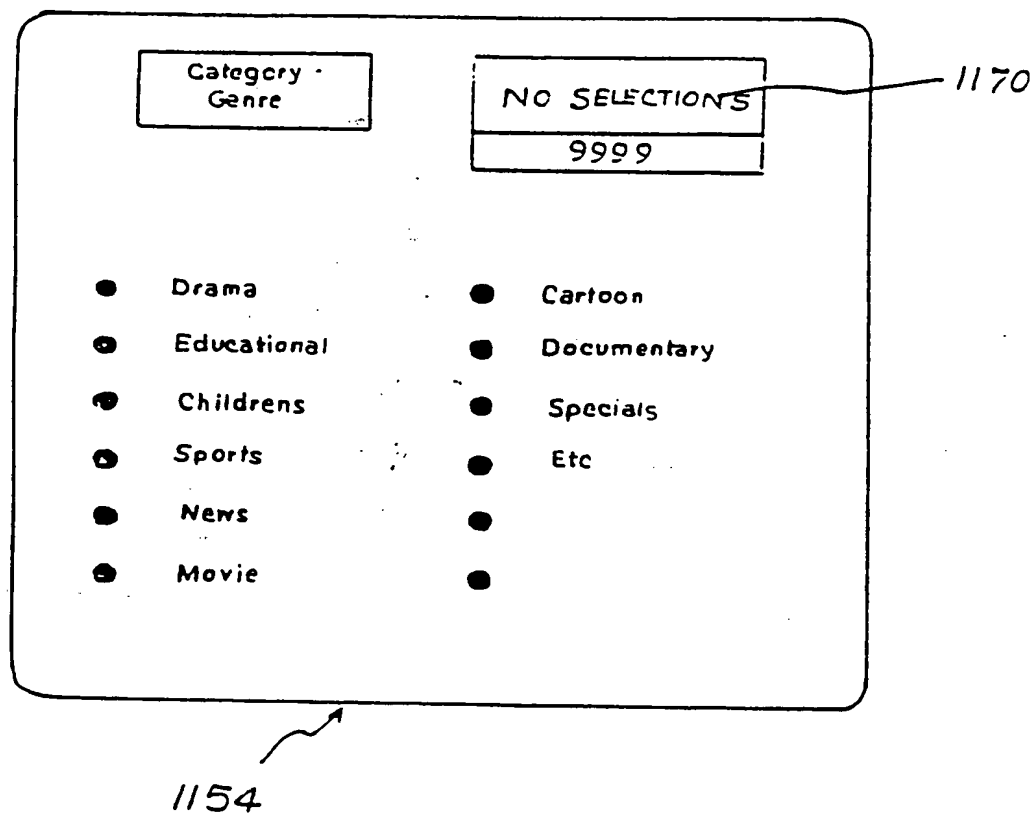 Category
Genre
NO SELECTIONS
9999
1170
Drama
Educational
Childrens
Sports
News
Movie
Cartoon
Documentary
Specials
Etc
1154